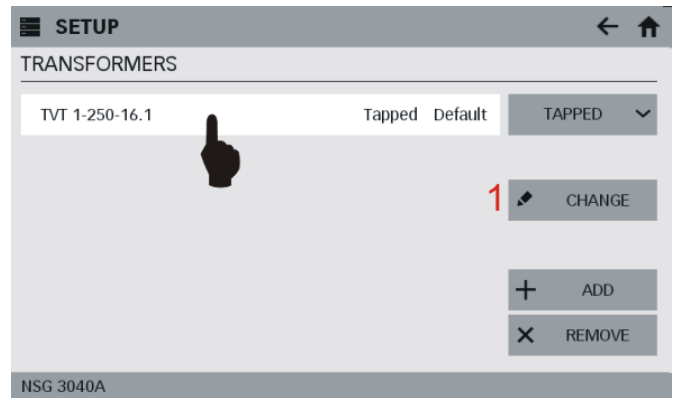 SETUP
TRANSFORMERS
TVT 1-250-16.1 Tapped Default TAPPED
1 CHANGE
ADD
REMOVE
NSG 3040A